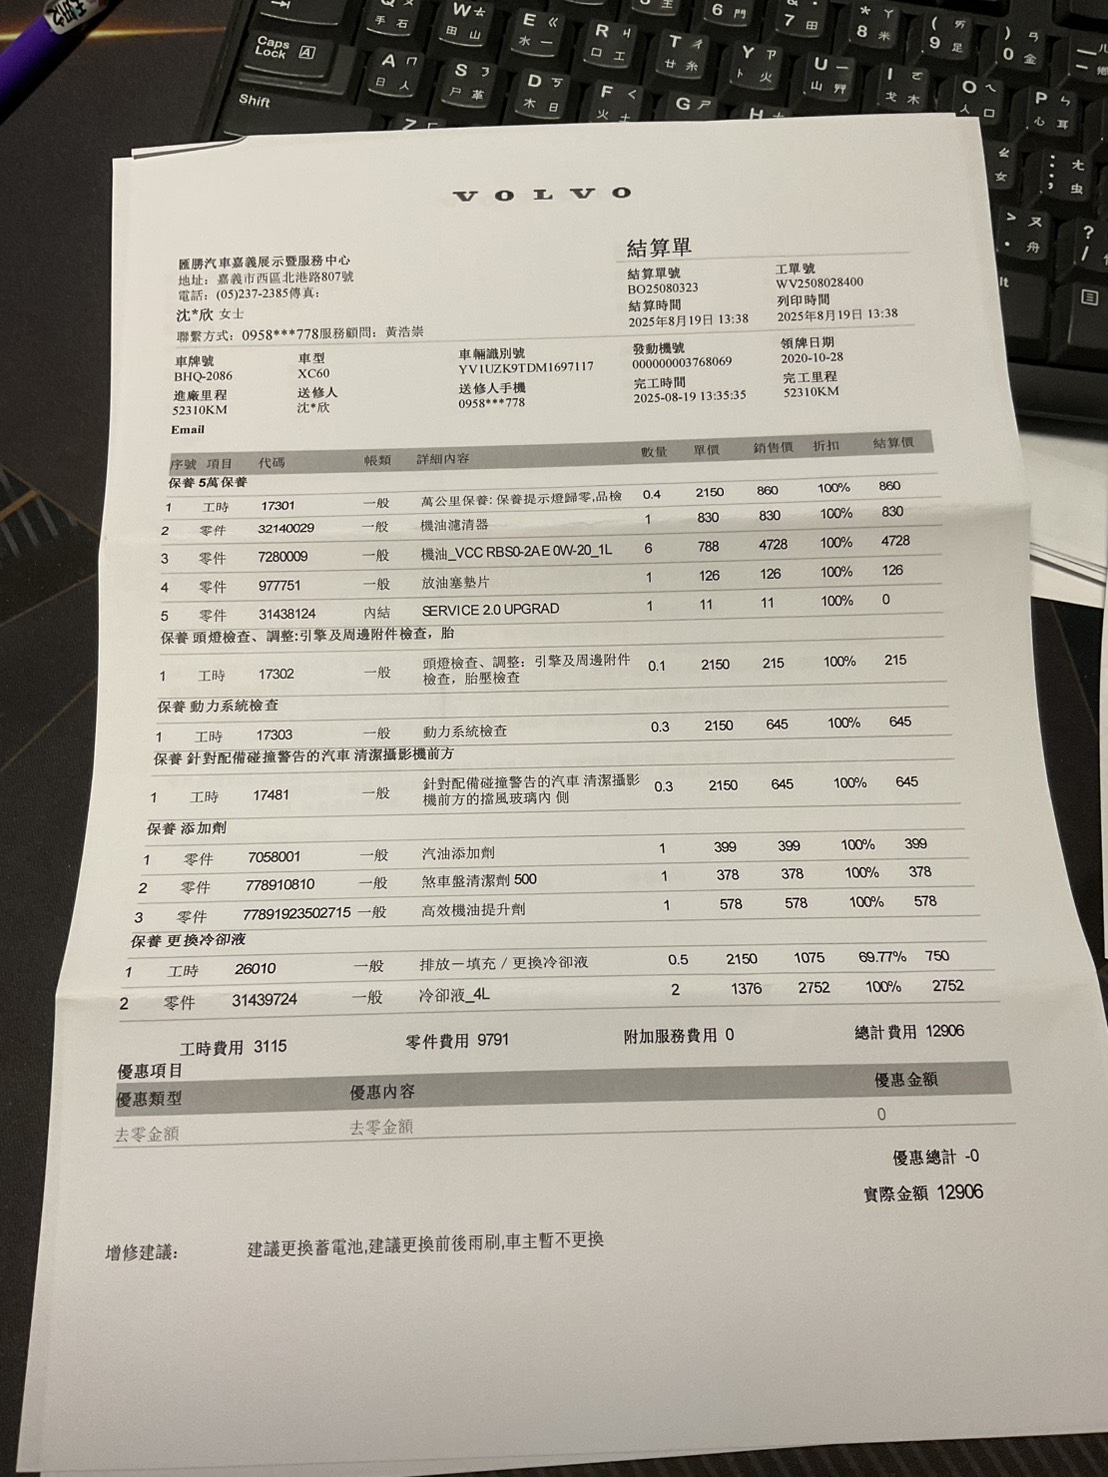 VOLVO
匯勝汽車嘉義展示暨服務中心
地址：嘉義市西區北港路807號
電話：(05)237-2385傳真：
沈*欣 女士
聯繫方式：0958***778服務顧問：黃浩崇
結算單
結算單號 工單號
BO25080323 WV2508028400
結算時間 列印時間
2025年8月19日 13:38 2025年8月19日 13:38
車牌號 車型 車輛識別號 發動機號 領牌日期
BHQ-2086 XC60 YV1UZK9TDM1697117 000000003768069 2020-10-28
進廠里程 送修人 送修人手機 完工時間 完工里程
52310KM 沈*欣 0958***778 2025-08-19 13:35:35 52310KM
Email
序號 項目 代碼 帳類 詳細內容 數量 單價 銷售價 折扣 結算價
保養 5萬保養
1 工時 17301 一般 萬公里保養：保養提示燈歸零,品檢 0.4 2150 860 100% 860
2 零件 32140029 一般 機油濾清器 1 830 830 100% 830
3 零件 7280009 一般 機油_VCC RBS0-2AE 0W-20_1L 6 788 4728 100% 4728
4 零件 977751 一般 放油塞墊片 1 126 126 100% 126
5 零件 31438124 內結 SERVICE 2.0 UPGRAD 1 11 11 100% 0
保養 頭燈檢查、調整:引擎及周邊附件檢查，胎
1 工時 17302 一般 頭燈檢查、調整：引擎及周邊附件 0.1 2150 215 100% 215
檢查，胎壓檢查
保養 動力系統檢查
1 工時 17303 一般 動力系統檢查 0.3 2150 645 100% 645
保養 針對配備碰撞警告的汽車 清潔攝影機前方
1 工時 17481 一般 針對配備碰撞警告的汽車 清潔攝影 0.3 2150 645 100% 645
機前方的擋風玻璃內 側
保養 添加劑
1 零件 7058001 一般 汽油添加劑 1 399 399 100% 399
2 零件 778910810 一般 煞車盤清潔劑 500 1 378 378 100% 378
3 零件 77891923502715 一般 高效機油提升劑 1 578 578 100% 578
保養 更換冷卻液
1 工時 26010 一般 排放－填充 / 更換冷卻液 0.5 2150 1075 69.77% 750
2 零件 31439724 一般 冷卻液_4L 2 1376 2752 100% 2752
工時費用 3115 零件費用 9791 附加服務費用 0 總計費用 12906
優惠項目
優惠類型 優惠內容 優惠金額
去零金額 去零金額 0
優惠總計 -0
實際金額 12906
增修建議： 建議更換蓄電池,建議更換前後雨刷,車主暫不更換